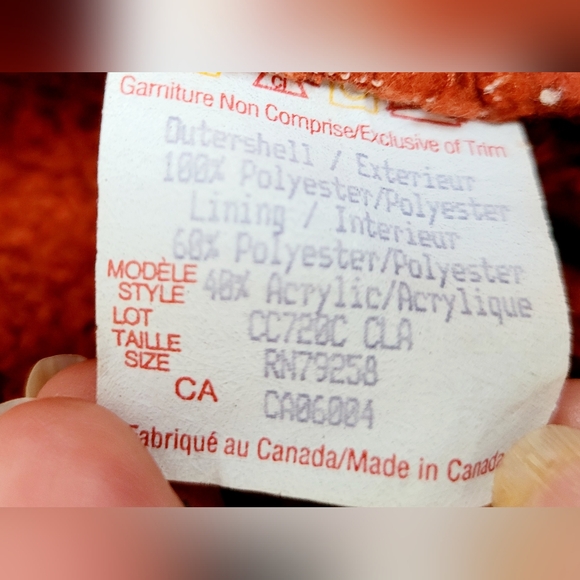 CL
Garniture Non Comprise/Exclusive of Trim
Outershell / Exterieur
100% Polyester/Polyester
Lining / Interieur
60% Polyester/Polyester
MODÈLE
STYLE 40% Acrylic/Acrylique
LOT CC720C CLA
TAILLE
SIZE RN79258
CA CA06004
Fabriqué au Canada/Made in Canada